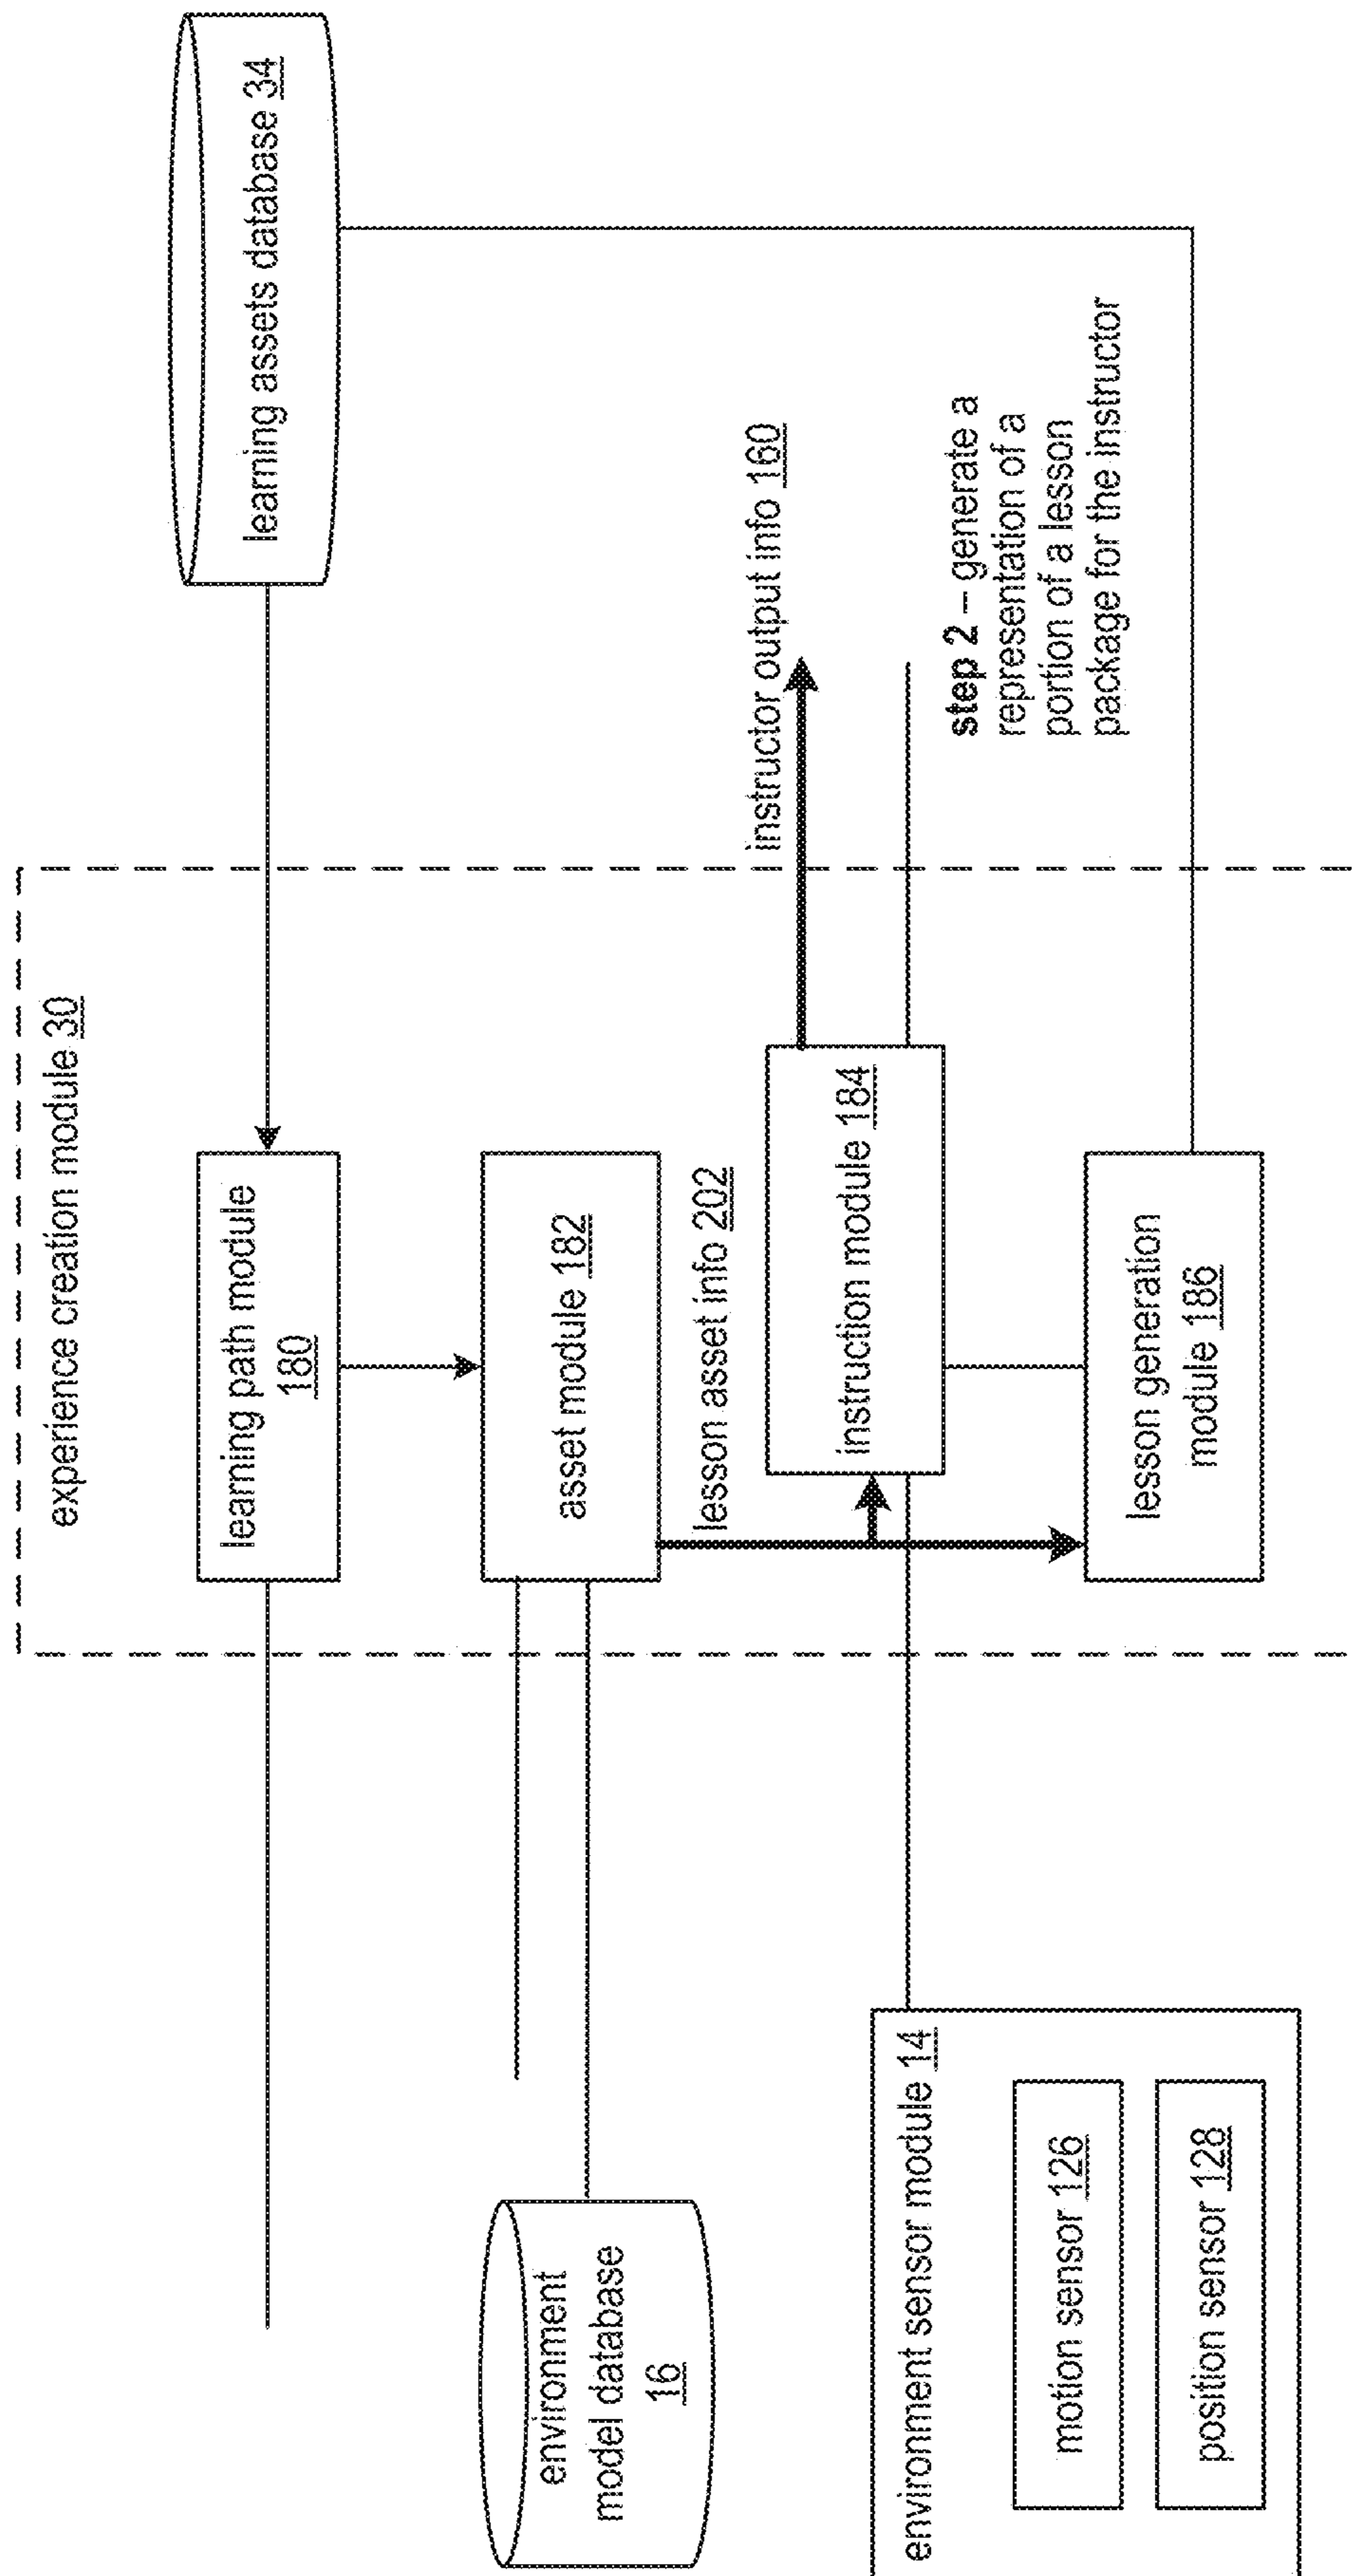 experience creation module 30
learning assets database 34
learning path module
180
environment
model database
16
asset module 182
lesson asset info 202
instructor output info 160
instruction module 184
environment sensor module 14
motion sensor 126
position sensor 128
step 2 – generate a
representation of a
portion of a lesson
package for the instructor
lesson generation
module 186